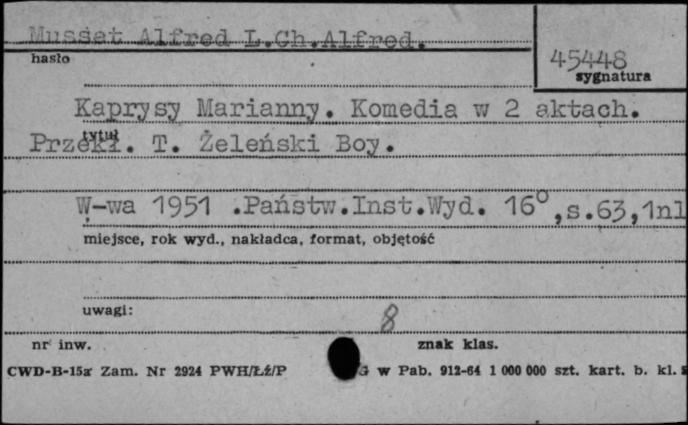 Musset Alfred L.Ch.Alfred.
hasło
45448
sygnatura
Kaprysy Marianny. Komedia w 2 aktach.
tytuł
Przekł. T. Żeleński Boy.
W-wa 1951 .Państw.Inst.Wyd. 16⁰,s.63,1nl
miejsce, rok wyd., nakładca, format, objętość
uwagi:
8
nr inw.
znak klas.
CWD-B-15a Zam. Nr 2924 PWH/Łź/P
G w Pab. 912-64 1 000 000 szt. kart. b. kl.